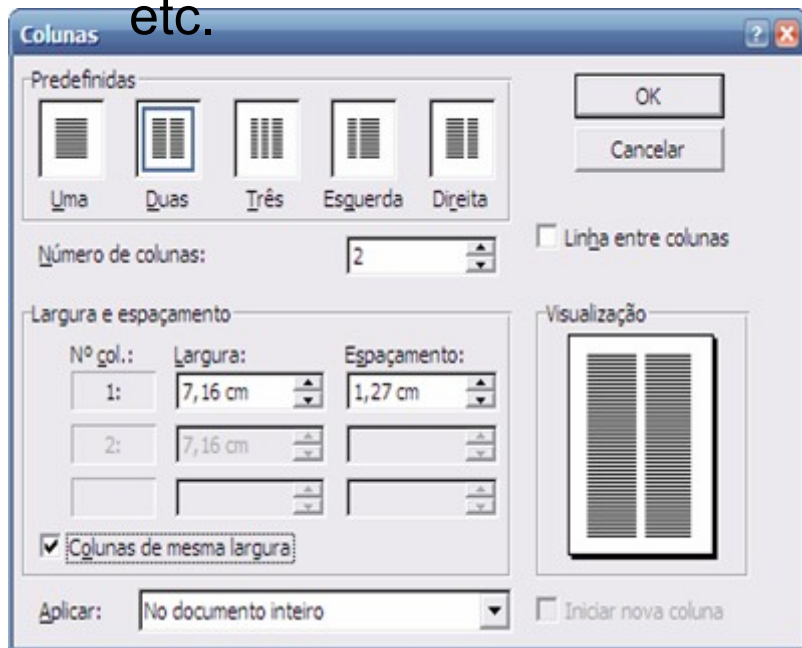 etc.
Colunas
Predefinidas
Uma Duas Três Esquerda Direita
OK
Cancelar
Número de colunas: 2
Linha entre colunas
Largura e espaçamento
Nº col.: Largura: Espaçamento:
1: 7,16 cm 1,27 cm
2: 7,16 cm
Colunas de mesma largura
Visualização
Aplicar: No documento inteiro
Iniciar nova coluna